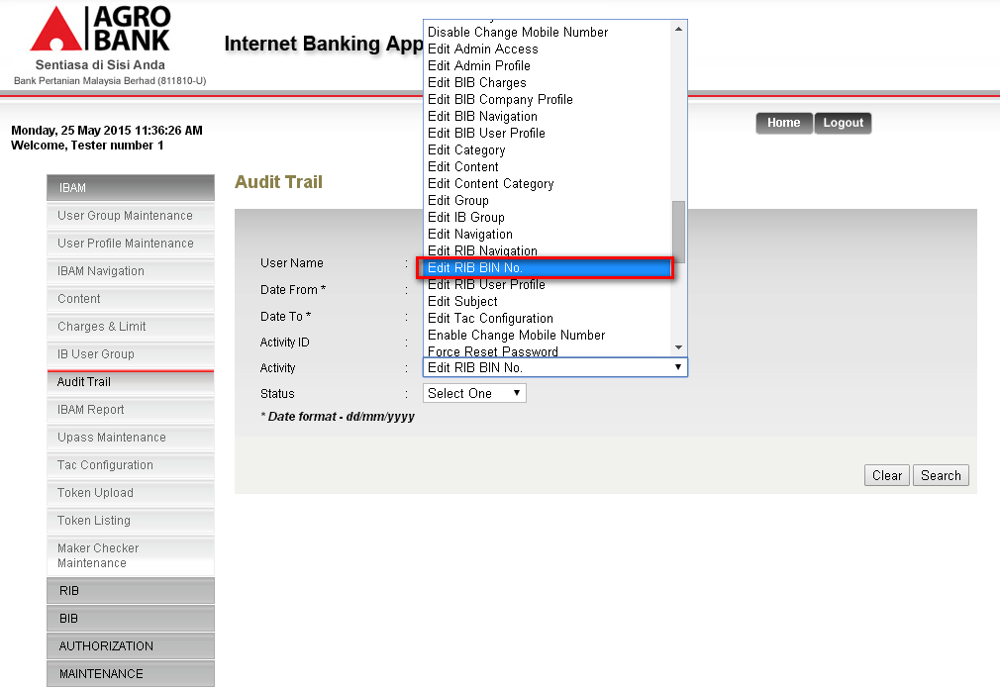 AGRO
BANK
Sentiasa di Sisi Anda
Bank Pertanian Malaysia Berhad (811810-U)
Internet Banking App
Monday, 25 May 2015 11:36:26 AM
Welcome, Tester number 1
Home
Logout
IBAM
User Group Maintenance
User Profile Maintenance
IBAM Navigation
Content
Charges & Limit
IB User Group
Audit Trail
IBAM Report
Upass Maintenance
Tac Configuration
Token Upload
Token Listing
Maker Checker
Maintenance
RIB
BIB
AUTHORIZATION
MAINTENANCE
Audit Trail
User Name :
Date From * :
Date To * :
Activity ID :
Activity :
Status :
Disable Change Mobile Number
Edit Admin Access
Edit Admin Profile
Edit BIB Charges
Edit BIB Company Profile
Edit BIB Navigation
Edit BIB User Profile
Edit Category
Edit Content
Edit Content Category
Edit Group
Edit IB Group
Edit Navigation
Edit RIB Navigation
Edit RIB BIN No.
Edit RIB User Profile
Edit Subject
Edit Tac Configuration
Enable Change Mobile Number
Force Reset Password
Edit RIB BIN No.
Select One
* Date format - dd/mm/yyyy
Clear
Search